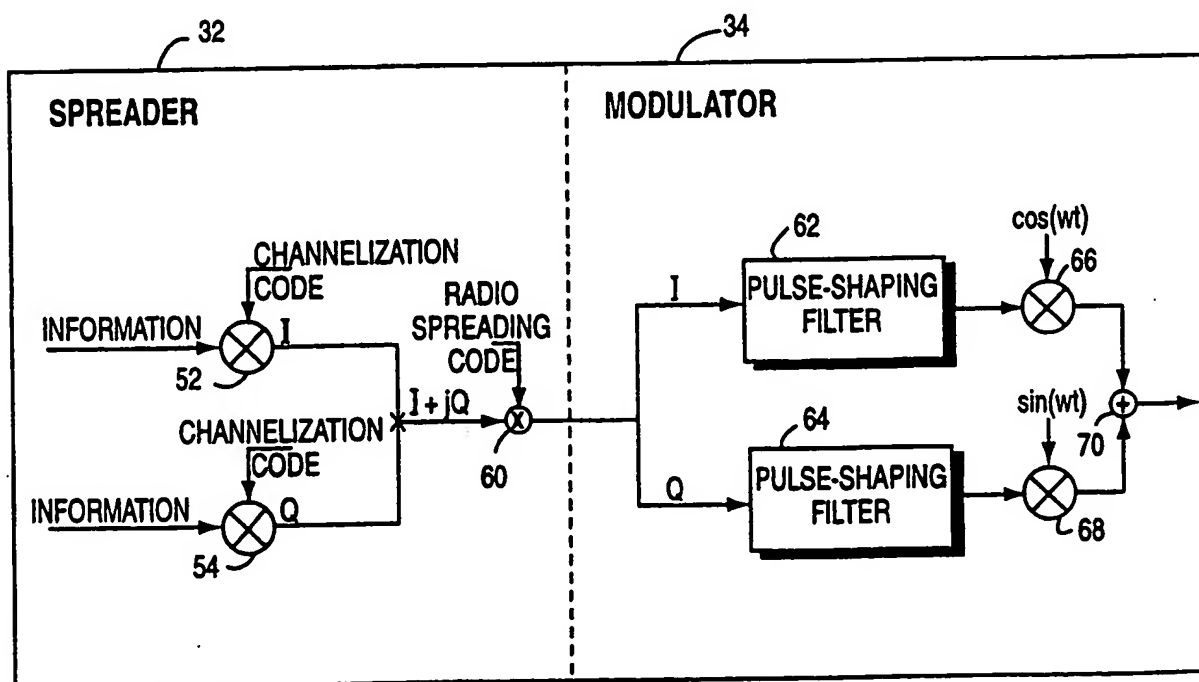 32
34
SPREADER
MODULATOR
CHANNELIZATION
CODE
INFORMATION
I
52
RADIO
SPREADING
CODE
I + jQ
60
CHANNELIZATION
CODE
INFORMATION
Q
54
I
62
PULSE-SHAPING
FILTER
cos(wt)
66
Q
64
PULSE-SHAPING
FILTER
sin(wt)
68
70